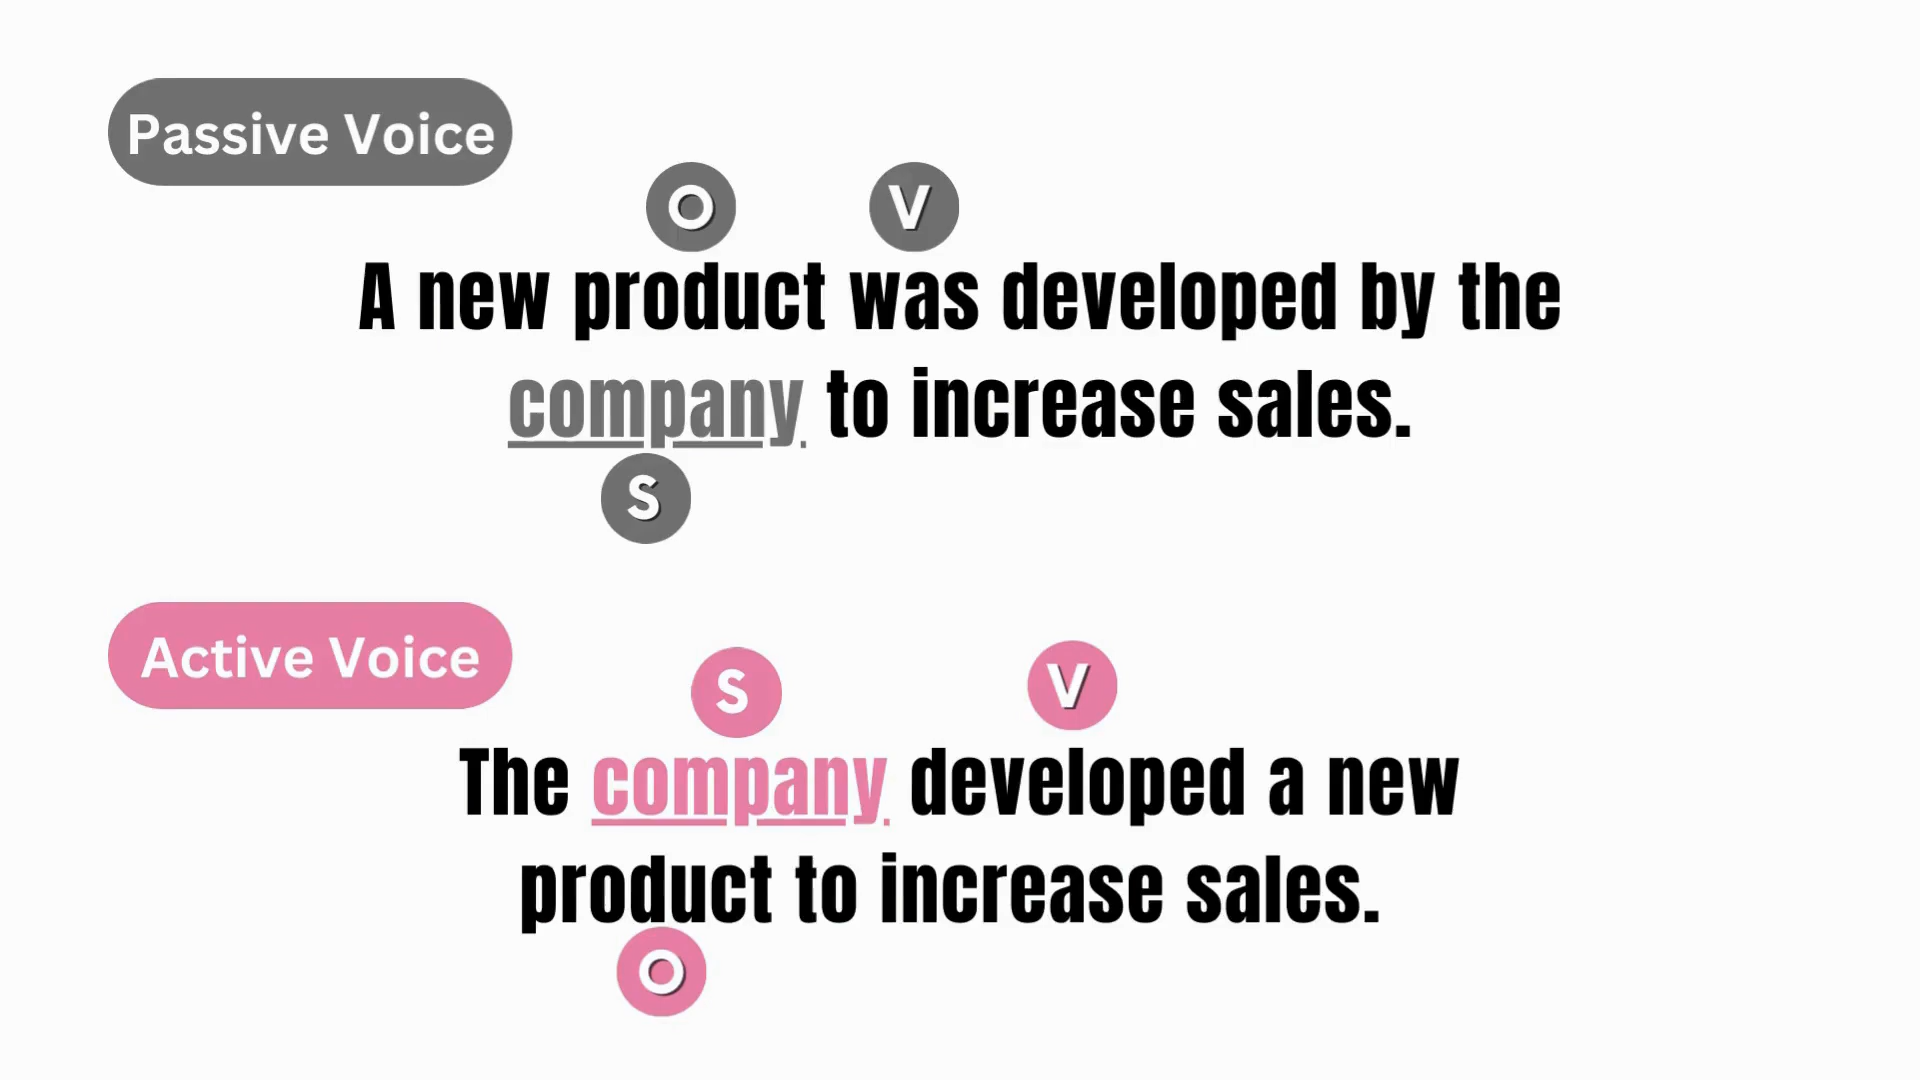 Passive Voice
O V
A new product was developed by the
company to increase sales.
S
Active Voice
S V
The company developed a new
product to increase sales.
O